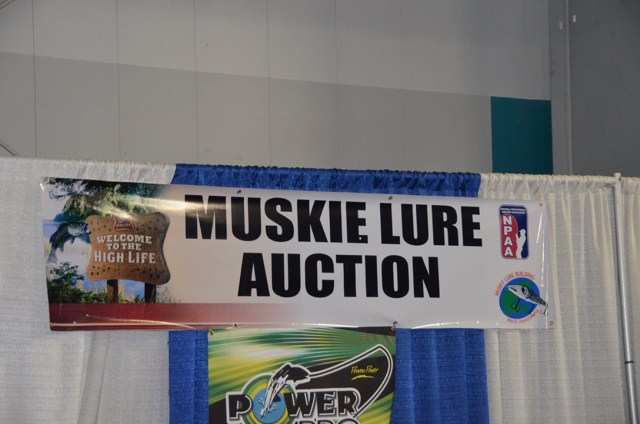 MUSKIE LURE
AUCTION
WELCOME
TO THE
HIGH LIFE
NPAA
POWER